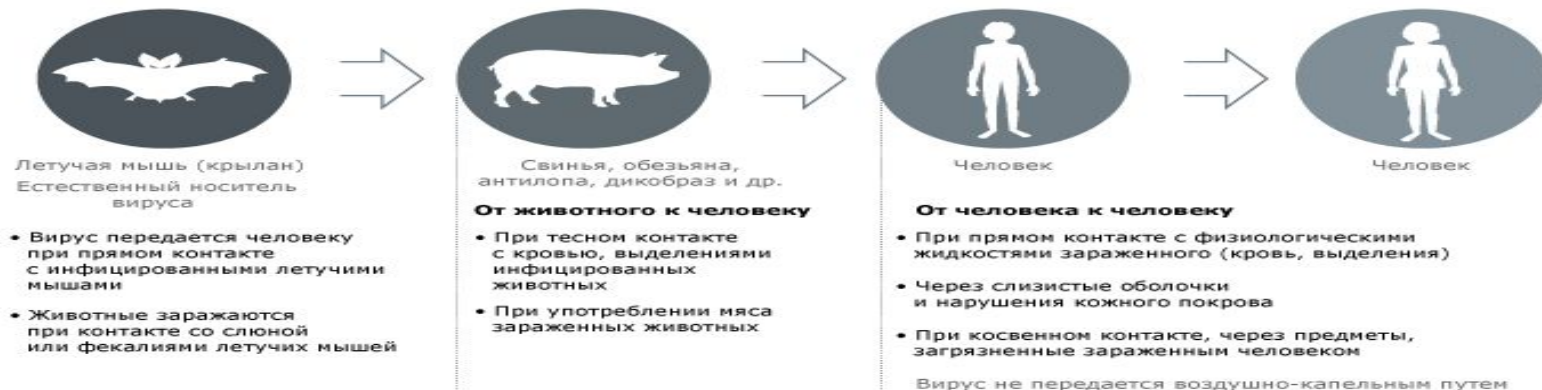 Летучая мышь (крылан)
Естественный носитель
вируса
• Вирус передается человеку
при прямом контакте
с инфицированными летучими
мышами
• Животные заражаются
при контакте со слюной
или фекалиями летучих мышей
Свинья, обезьяна,
антилопа, дикобраз и др.
От животного к человеку
• При тесном контакте
с кровью, выделениями
инфицированных
животных
• При употреблении мяса
зараженных животных
Человек
Человек
От человека к человеку
• При прямом контакте с физиологическими
жидкостями зараженного (кровь, выделения)
• Через слизистые оболочки
и нарушения кожного покрова
• При косвенном контакте, через предметы,
загрязненные зараженным человеком
Вирус не передается воздушно-капельным путем